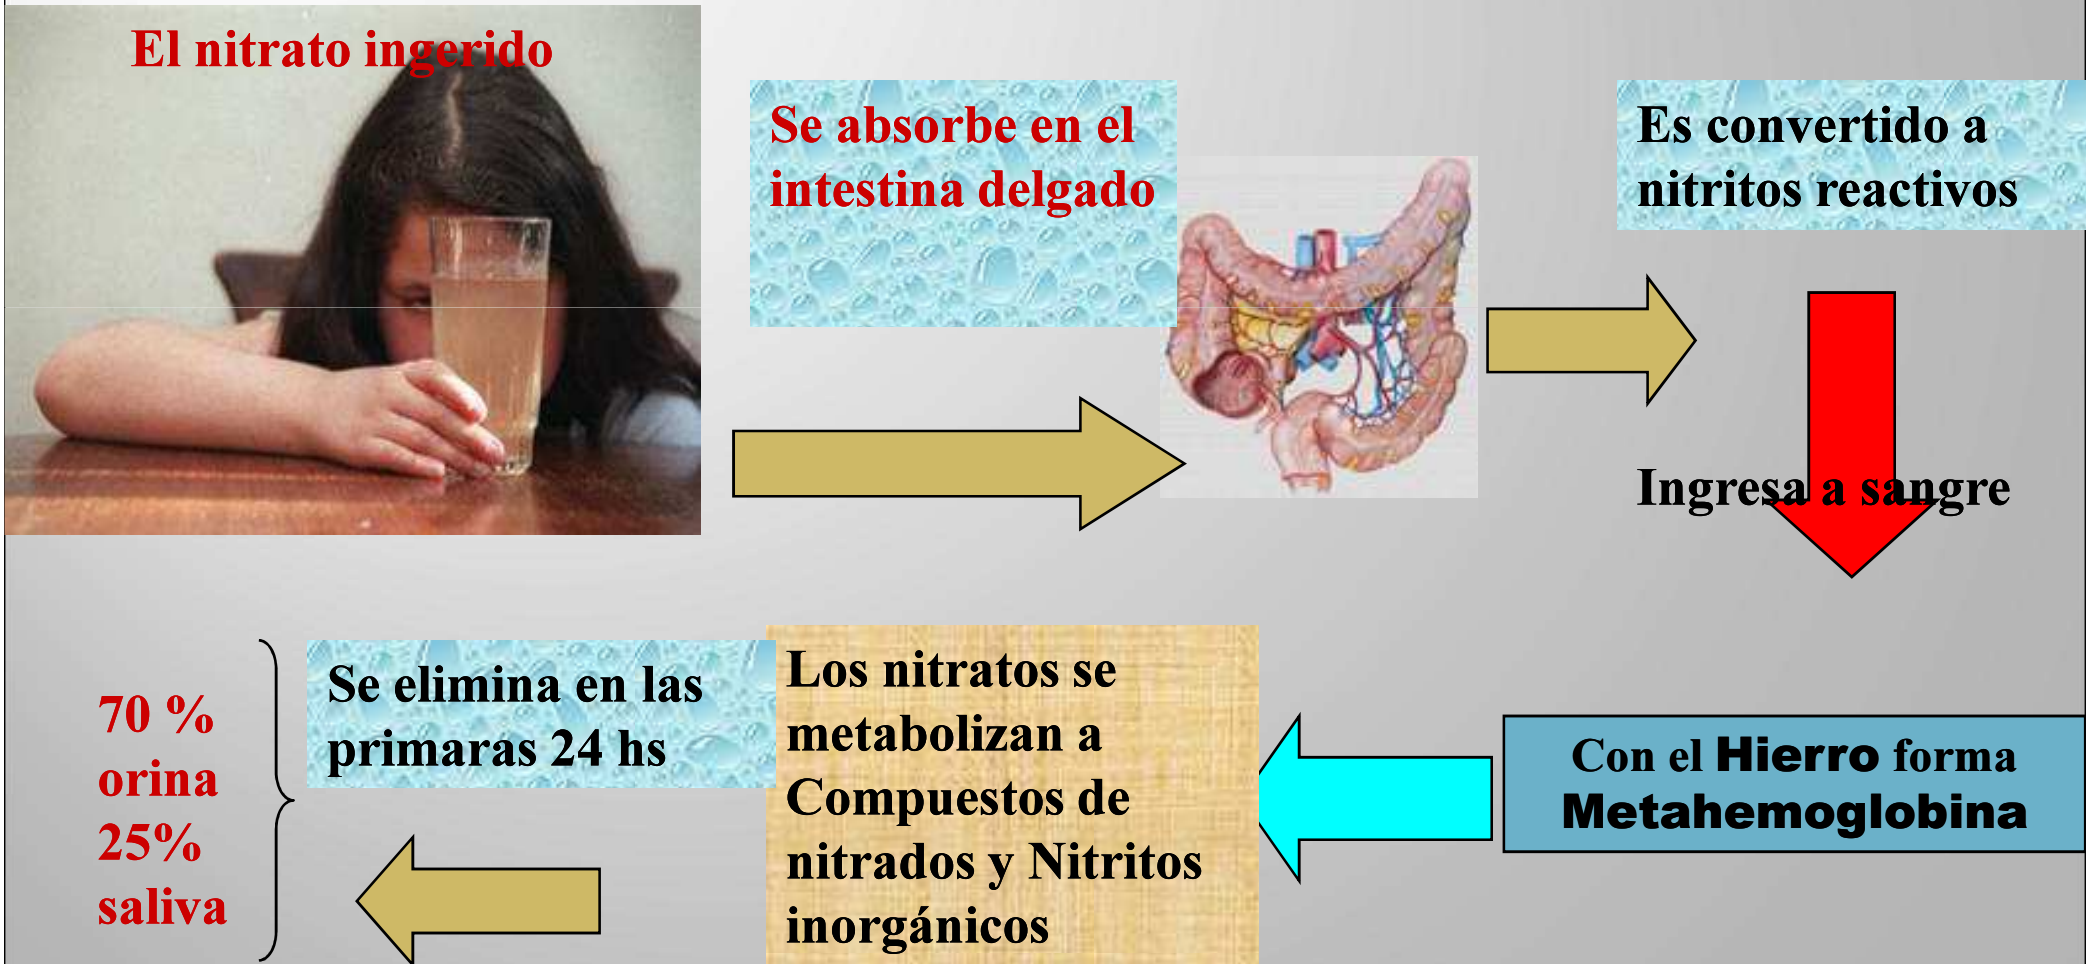 El nitrato ingerido
Se absorbe en el
intestina delgado
Es convertido a
nitritos reactivos
Ingresa a sangre
Con el Hierro forma
Metahemoglobina
Los nitratos se
metabolizan a
Compuestos de
nitrados y Nitritos
inorgánicos
Se elimina en las
primaras 24 hs
70 %
orina
25%
saliva